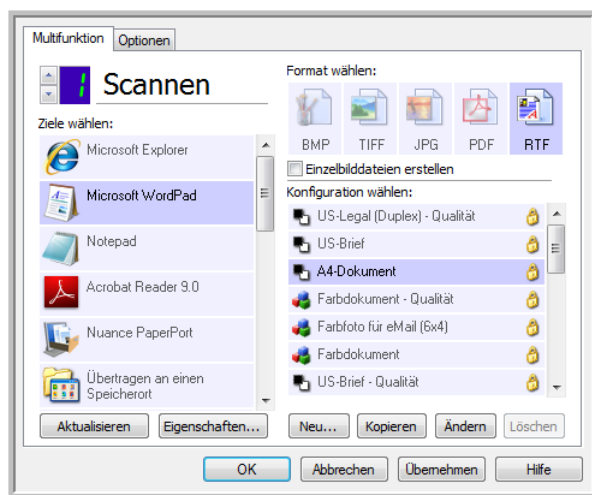 Multifunktion
Optionen
1
Scannen
Ziele wählen:
Microsoft Explorer
Microsoft WordPad
Notepad
Acrobat Reader 9.0
Nuance PaperPort
Übertragen an einen
Speicherort
Aktualisieren
Eigenschaften...
Format wählen:
BMP
TIFF
JPG
PDF
RTF
Einzelbilddateien erstellen
Konfiguration wählen:
US-Legal (Duplex) - Qualität
US-Brief
A4-Dokument
Farbdokument - Qualität
Farbfoto für eMail (6x4)
Farbdokument
US-Brief - Qualität
Neu...
Kopieren
Ändern
Löschen
OK
Abbrechen
Übernehmen
Hilfe